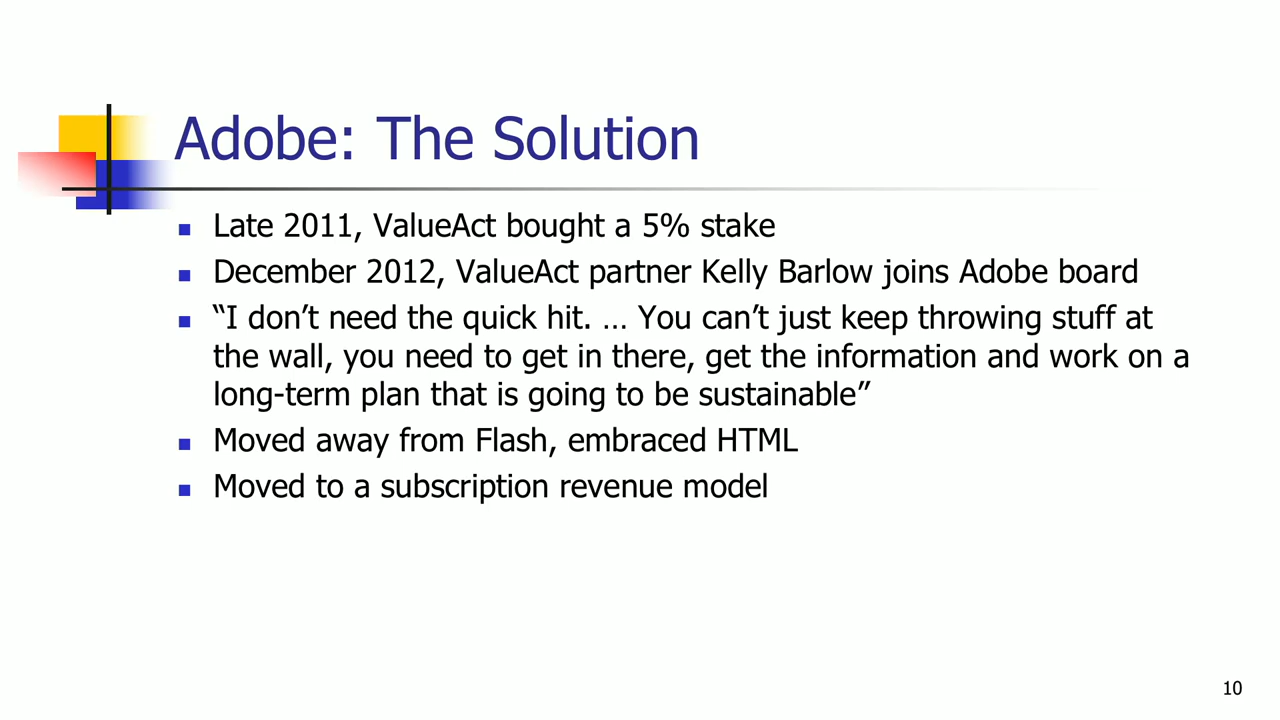 Adobe: The Solution
Late 2011, ValueAct bought a 5% stake
December 2012, ValueAct partner Kelly Barlow joins Adobe board
“I don’t need the quick hit. … You can’t just keep throwing stuff at
the wall, you need to get in there, get the information and work on a
long-term plan that is going to be sustainable”
Moved away from Flash, embraced HTML
Moved to a subscription revenue model
10